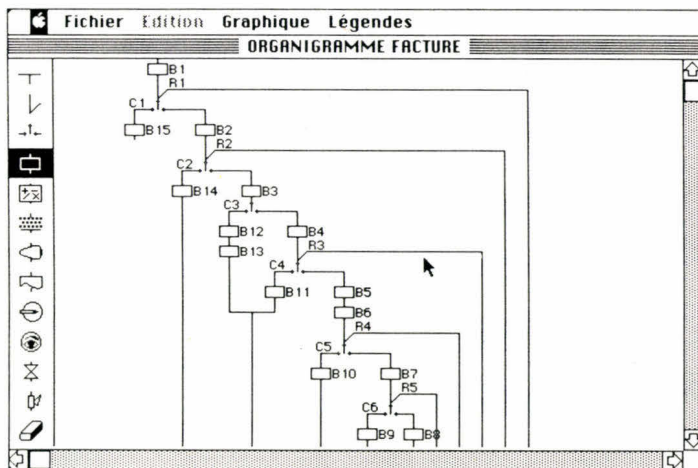 Fichier Edition Graphique Légendes
ORGANIGRAMME FACTURE
B1
R1
C1
B15 B2
R2
C2
B14 B3
C3
B12 B4
B13 R3
C4
B11 B5
B6
R4
C5
B10 B7
R5
C6
B9 B8